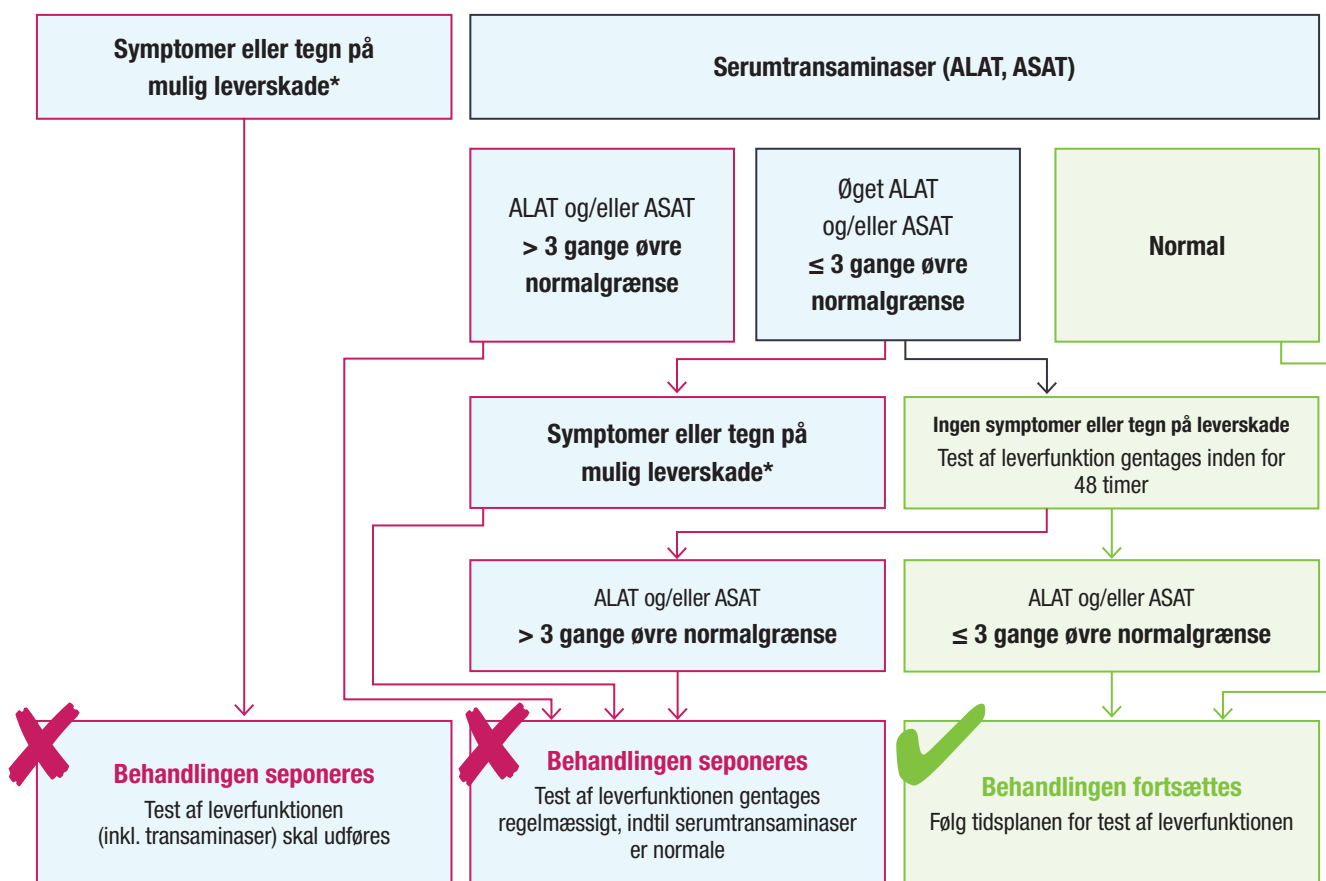 Symptomer eller tegn på
mulig leverskade*
Serumtransaminaser (ALAT, ASAT)
ALAT og/eller ASAT
> 3 gange øvre
normalgrænse
Øget ALAT
og/eller ASAT
≤ 3 gange øvre
normalgrænse
Normal
Symptomer eller tegn på
mulig leverskade*
Ingen symptomer eller tegn på leverskade
Test af leverfunktion gentages inden for
48 timer
ALAT og/eller ASAT
> 3 gange øvre normalgrænse
ALAT og/eller ASAT
≤ 3 gange øvre normalgrænse
Behandlingen seponeres
Test af leverfunktionen
(inkl. transaminaser) skal udføres
Behandlingen seponeres
Test af leverfunktionen gentages
regelmæssigt, indtil serumtransaminaser
er normale
Behandlingen fortsættes
Følg tidsplanen for test af leverfunktionen